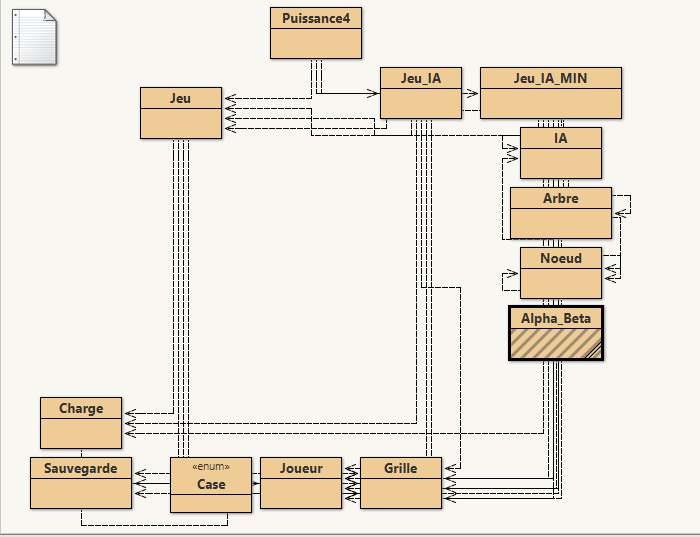 Puissance4
Jeu_IA
Jeu_IA_MIN
Jeu
IA
Arbre
Noeud
Alpha_Beta
Charge
Sauvegarde
«enum»
Case
Joueur
Grille